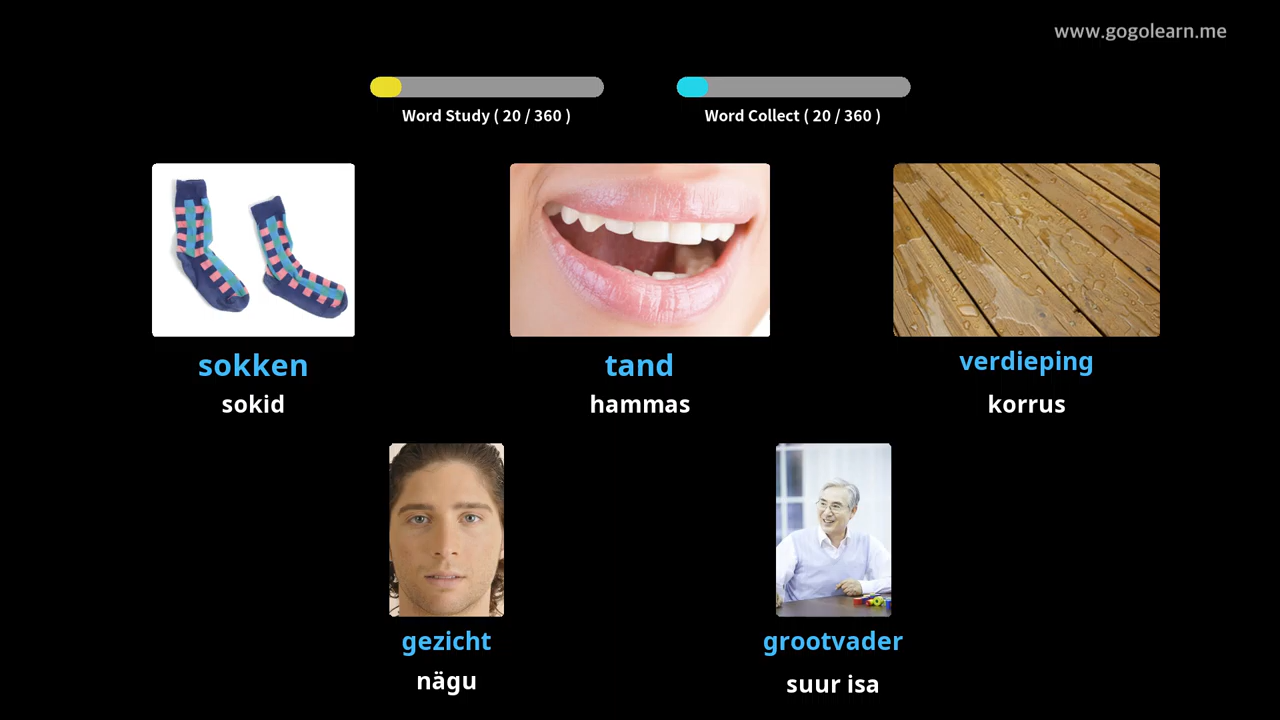 www.gogolearn.me
Word Study ( 20 / 360 )
Word Collect ( 20 / 360 )
sokken
sokid
tand
hammas
verdieping
korrus
gezicht
nägu
grootvader
suur isa